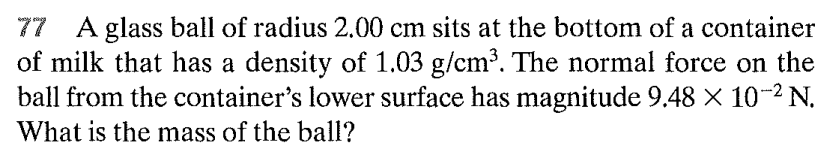 77 A glass ball of radius 2.00 cm sits at the bottom of a container
of milk that has a density of 1.03 g/cm³. The normal force on the
ball from the container's lower surface has magnitude 9.48 × 10⁻² N.
What is the mass of the ball?